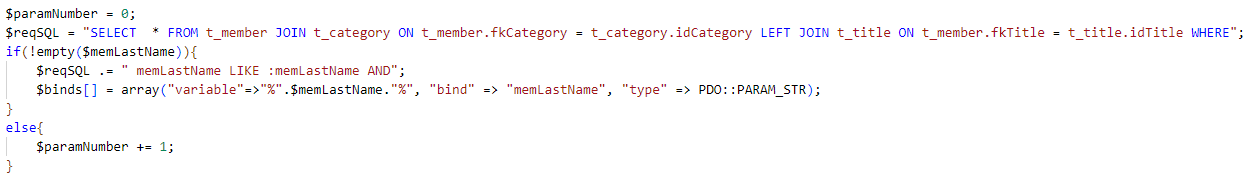 $paramNumber = 0;
$reqSQL = "SELECT  * FROM t_member JOIN t_category ON t_member.fkCategory = t_category.idCategory LEFT JOIN t_title ON t_member.fkTitle = t_title.idTitle WHERE";
if(!empty($memLastName)){
    $reqSQL .= " memLastName LIKE :memLastName AND";
    $binds[] = array("variable"=>"%".$memLastName."%", "bind" => "memLastName", "type" => PDO::PARAM_STR);
}
else{
    $paramNumber += 1;
}